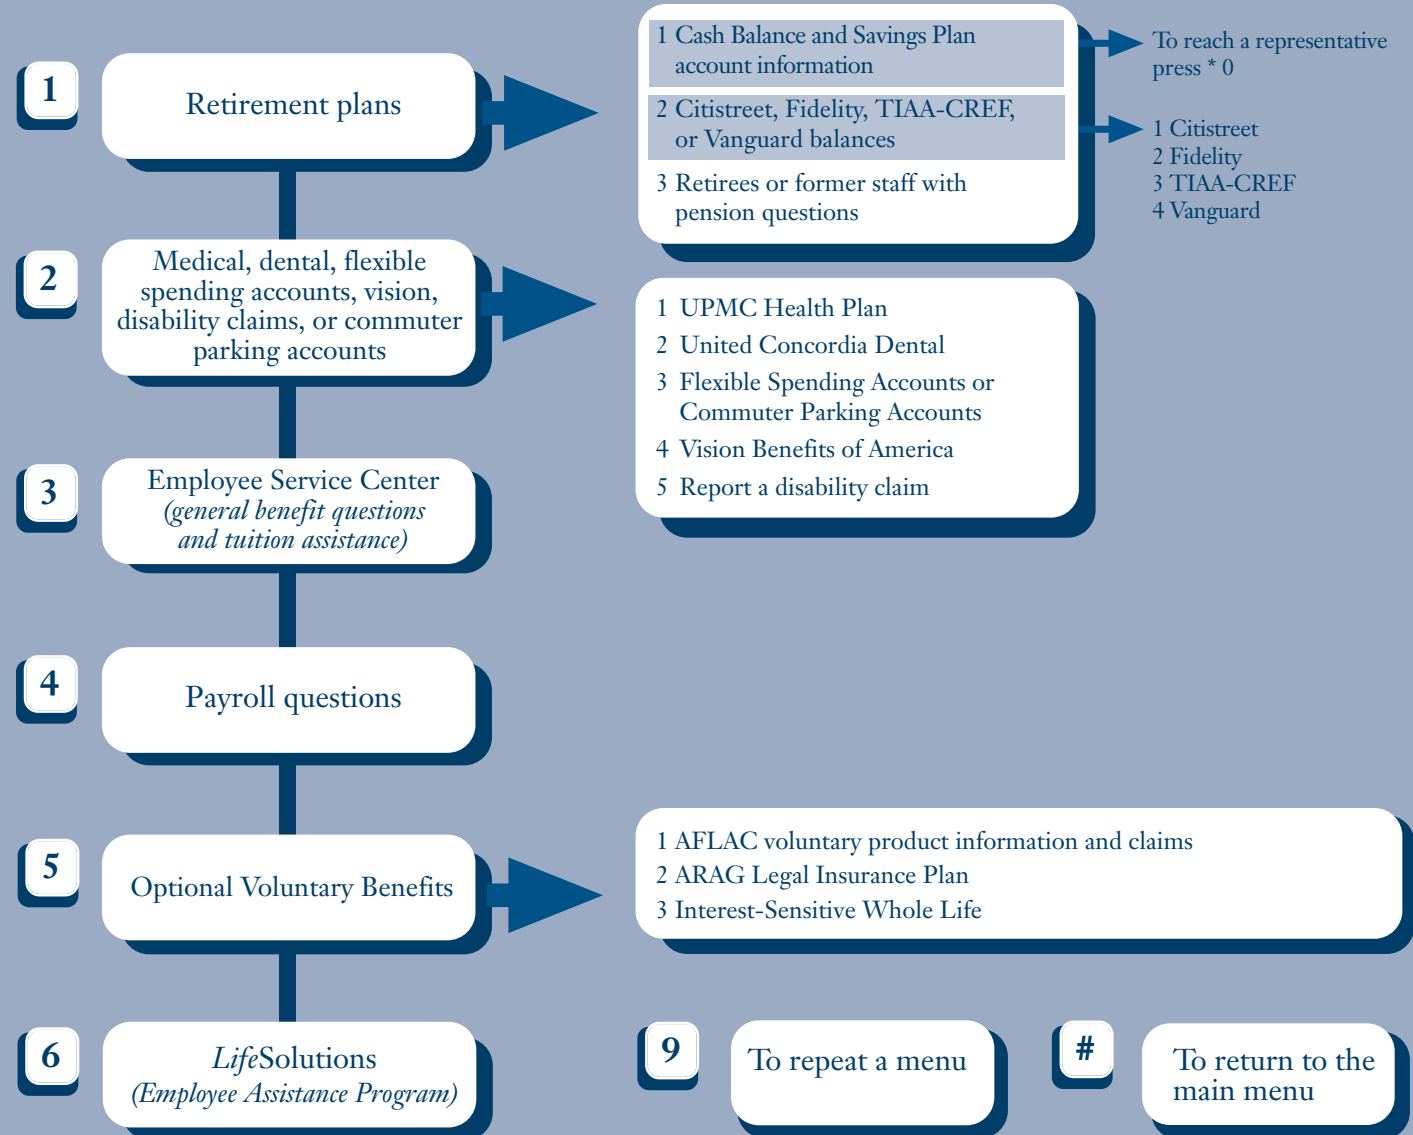 1
Retirement plans
1 Cash Balance and Savings Plan
account information
To reach a representative
press * 0
2 Citistreet, Fidelity, TIAA-CREF,
or Vanguard balances
1 Citistreet
2 Fidelity
3 TIAA-CREF
4 Vanguard
3 Retirees or former staff with
pension questions
2
Medical, dental, flexible
spending accounts, vision,
disability claims, or commuter
parking accounts
1 UPMC Health Plan
2 United Concordia Dental
3 Flexible Spending Accounts or
Commuter Parking Accounts
4 Vision Benefits of America
5 Report a disability claim
3
Employee Service Center
(general benefit questions
and tuition assistance)
4
Payroll questions
5
Optional Voluntary Benefits
1 AFLAC voluntary product information and claims
2 ARAG Legal Insurance Plan
3 Interest-Sensitive Whole Life
6
LifeSolutions
(Employee Assistance Program)
9
To repeat a menu
#
To return to the
main menu